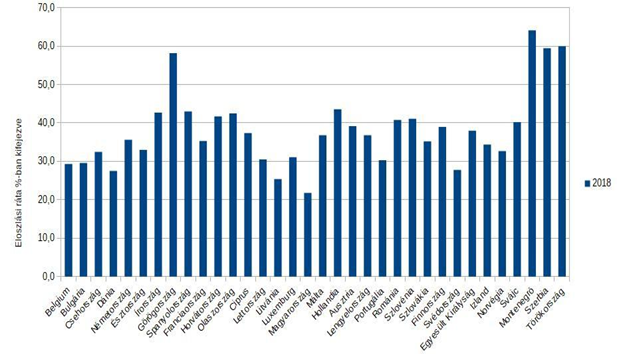 70,0
60,0
50,0
40,0
30,0
20,0
10,0
0,0
Eloszlási ráta %-ban kifejezve
Belgium
Bulgária
Csehország
Dánia
Németország
Észtország
Írország
Görögország
Spanyolország
Franciaország
Horvátország
Olaszország
Ciprus
Lettország
Litvánia
Luxemburg
Magyarország
Málta
Hollandia
Ausztria
Lengyelország
Portugália
Románia
Szlovénia
Szlovákia
Finnország
Svédország
Egyesült Királyság
Izland
Norvégia
Svájc
Montenegró
Szerbia
Törökország
2018